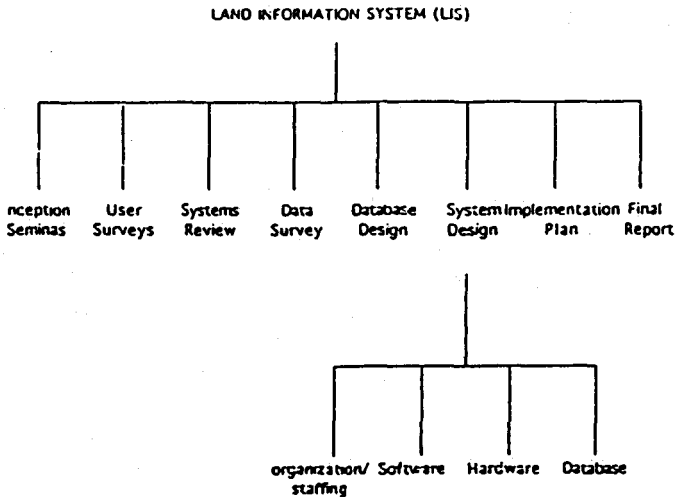 LAND INFORMATION SYSTEM (LIS)
nception User Systems Data Database System Implementation Final
Seminas Surveys Review Survey Design Design Plan Report
organization/ Software Hardware Database
staffing